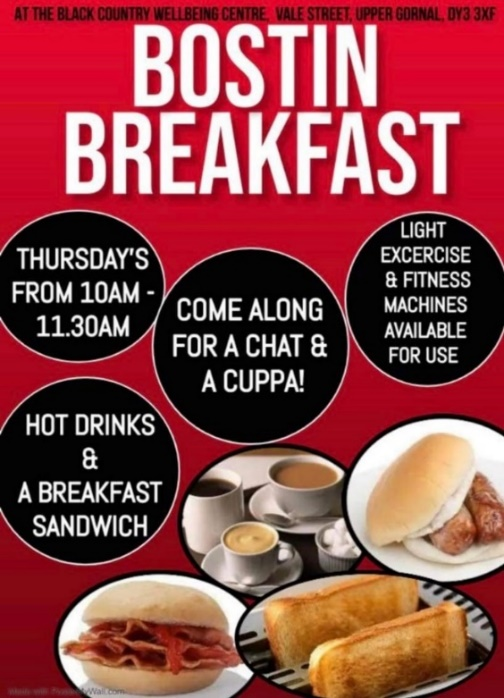 AT THE BLACK COUNTRY WELLBEING CENTRE, VALE STREET, UPPER GORNAL, DY3 3XF
BOSTIN
BREAKFAST
THURSDAY'S
FROM 10AM -
11.30AM
COME ALONG
FOR A CHAT &
A CUPPA!
LIGHT
EXCERCISE
& FITNESS
MACHINES
AVAILABLE
FOR USE
HOT DRINKS
&
A BREAKFAST
SANDWICH
Made with PosterMyWall.com